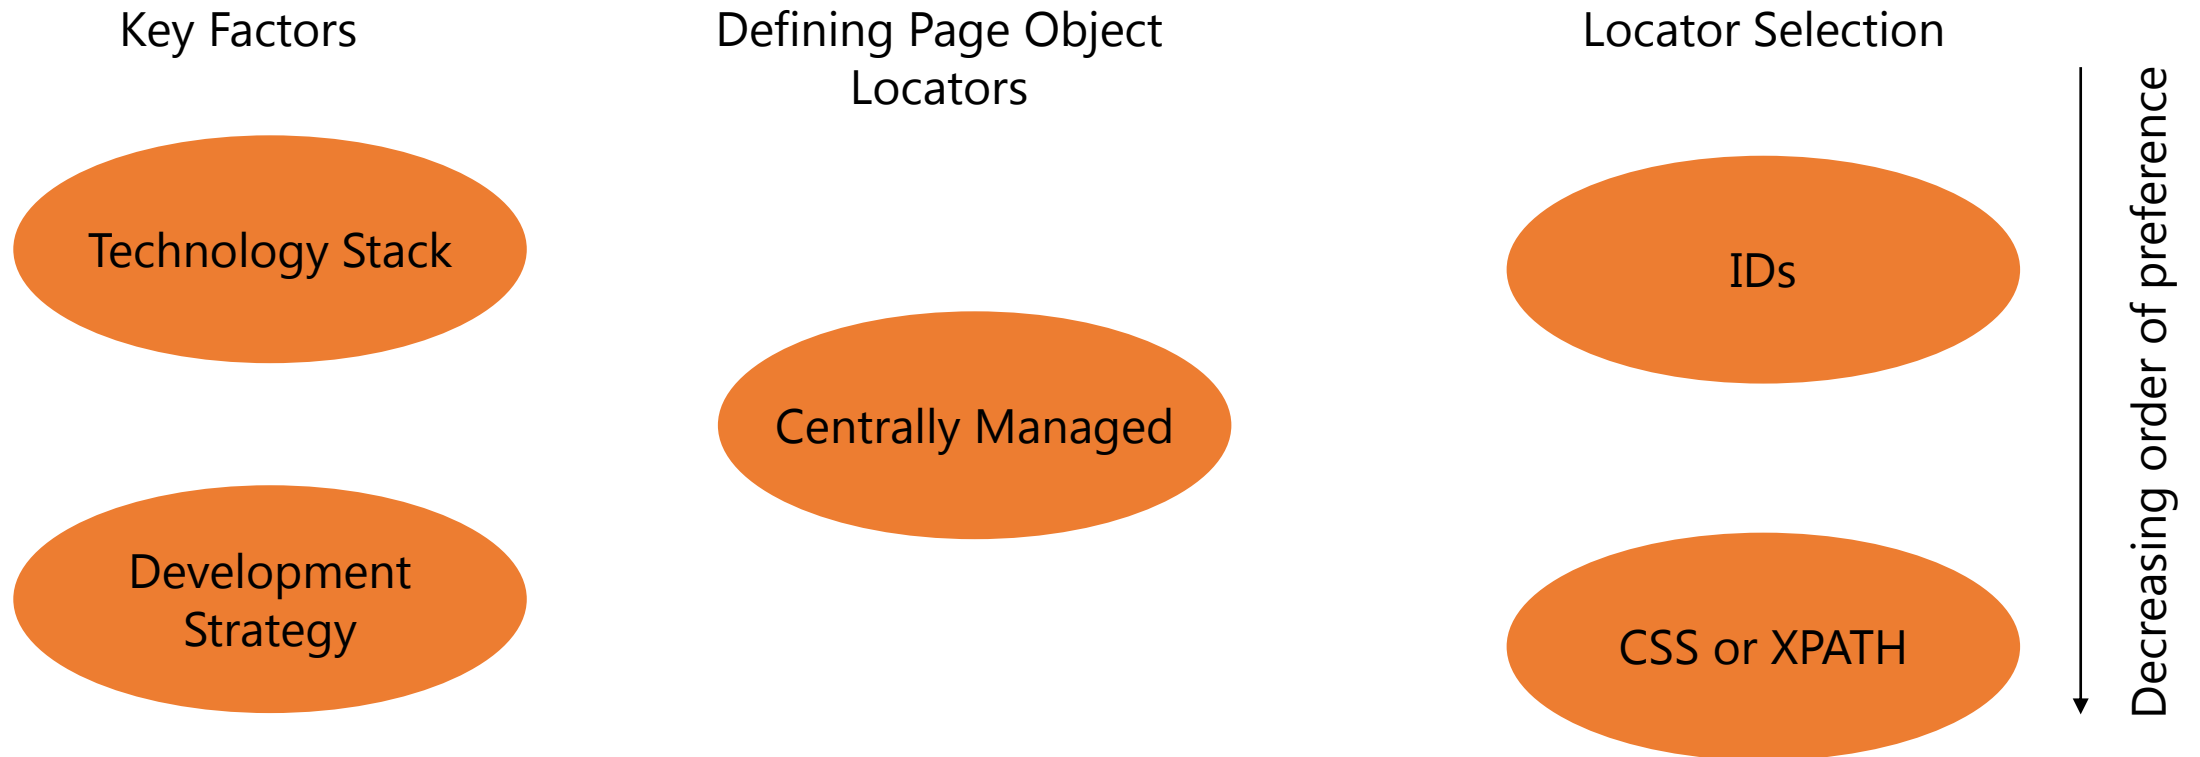 Key Factors
Technology Stack
Development
Strategy
Defining Page Object
Locators
Centrally Managed
Locator Selection
IDs
CSS or XPATH
Decreasing order of preference